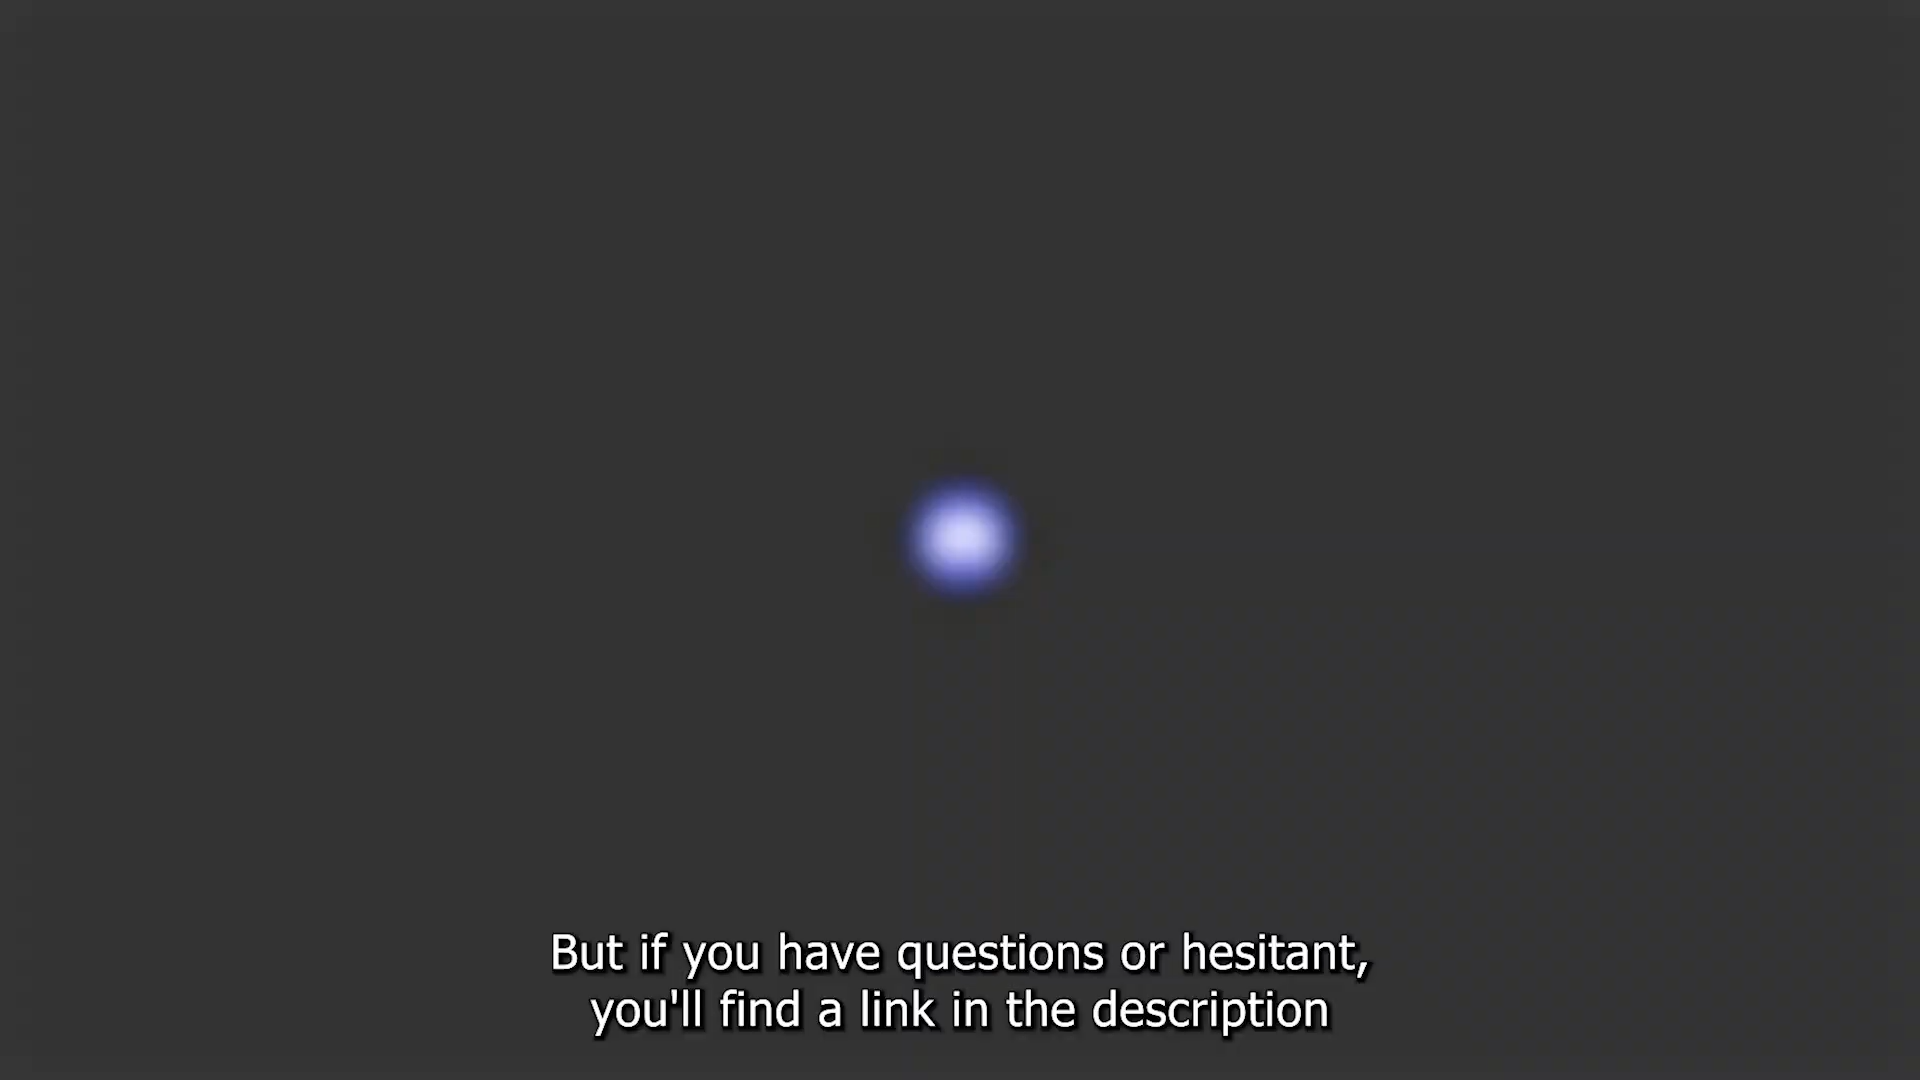 But if you have questions or hesitant,
you'll find a link in the description